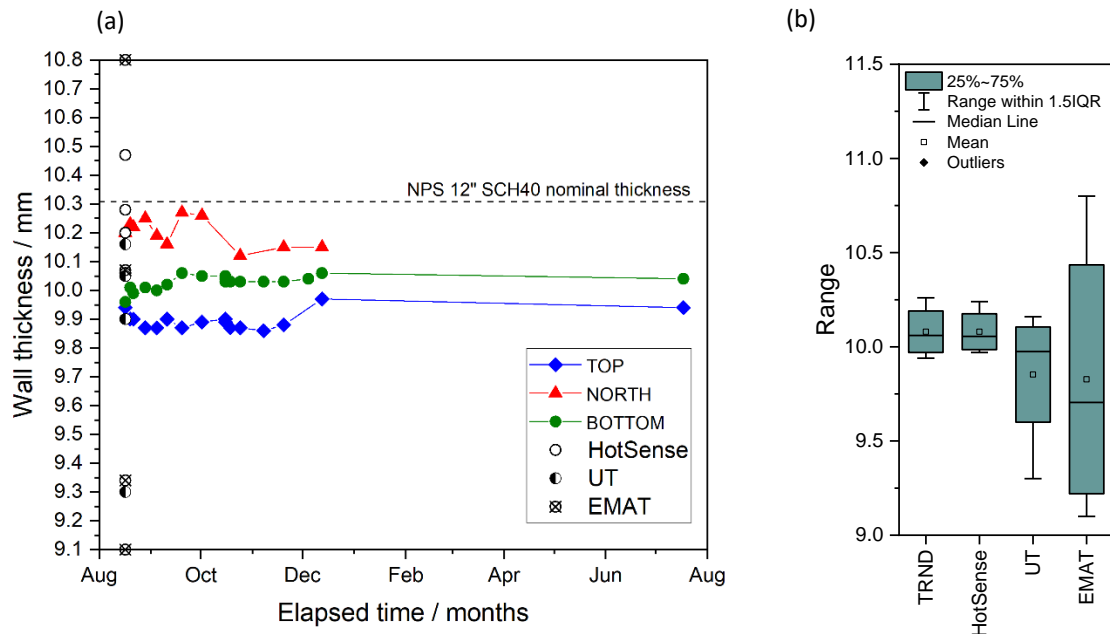 (a)
10.8
10.7
10.6
10.5
10.4
10.3
10.2
10.1
10.0
9.9
9.8
9.7
9.6
9.5
9.4
9.3
9.2
9.1
Wall thickness / mm
NPS 12" SCH40 nominal thickness
TOP
NORTH
BOTTOM
HotSense
UT
EMAT
Aug Oct Dec Feb Apr Jun Aug
Elapsed time / months
(b)
11.5
11.0
10.5
10.0
9.5
9.0
Range
25%~75%
Range within 1.5IQR
Median Line
Mean
Outliers
TRND
HotSense
UT
EMAT